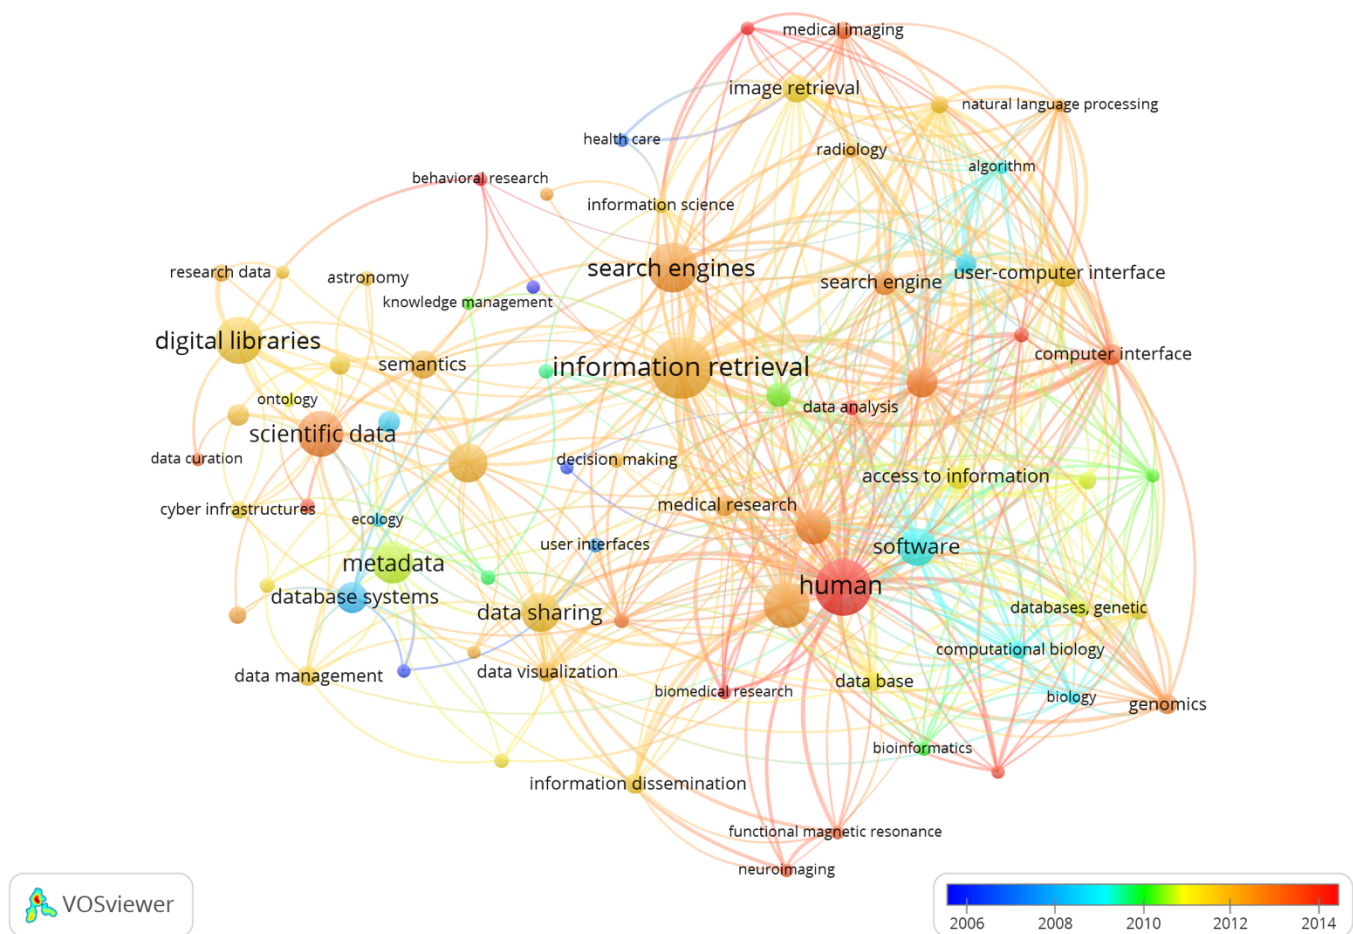 medical imaging
image retrieval
natural language processing
health care
radiology
algorithm
behavioral research
information science
search engines
research data
astronomy
search engine
user-computer interface
knowledge management
digital libraries
semantics
information retrieval
computer interface
ontology
data analysis
scientific data
data curation
decision making
access to information
cyber infrastructures
ecology
medical research
user interfaces
software
metadata
human
database systems
data sharing
databases, genetic
computational biology
data management
data visualization
data base
biomedical research
biology
genomics
bioinformatics
information dissemination
functional magnetic resonance
neuroimaging
VOSviewer
2006 2008 2010 2012 2014